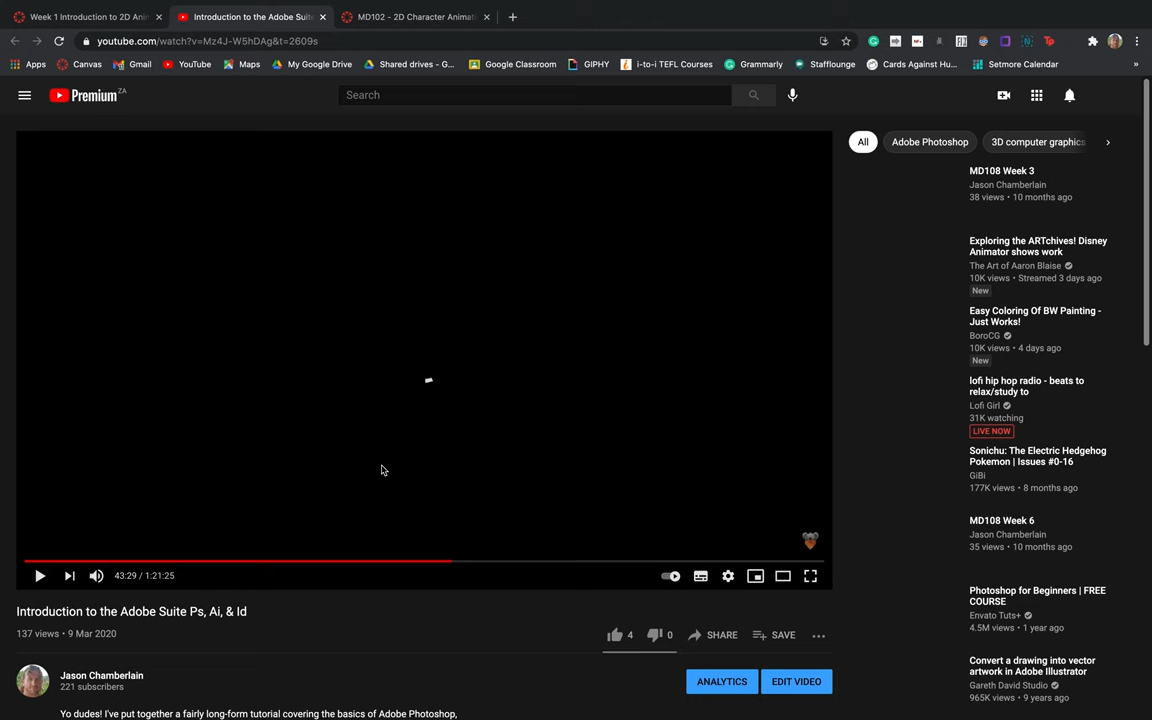 Week 1 Introduction to 2D Ani
Introduction to the Adobe Suite
MD102 - 2D Character Animat
youtube.com/watch?v=Mz4J-W5hDAg&t=2609s
Apps Canvas Gmail YouTube Maps My Google Drive Shared drives - G... Google Classroom GIPHY i-to-i TEFL Courses Grammarly Stafflounge Cards Against Hu... Setmore Calendar »
Premium ZA
Search
All Adobe Photoshop 3D computer graphics
MD108 Week 3
Jason Chamberlain
38 views • 10 months ago
Exploring the ARTchives! Disney
Animator shows work
The Art of Aaron Blaise
10K views • Streamed 3 days ago
New
Easy Coloring Of BW Painting -
Just Works!
BoroCG
10K views • 4 days ago
New
lofi hip hop radio - beats to
relax/study to
Lofi Girl
31K watching
LIVE NOW
Sonichu: The Electric Hedgehog
Pokemon | Issues #0-16
GiBi
177K views • 8 months ago
MD108 Week 6
Jason Chamberlain
35 views • 10 months ago
Photoshop for Beginners | FREE
COURSE
Envato Tuts+
4.5M views • 1 year ago
Convert a drawing into vector
artwork in Adobe Illustrator
Gareth David Studio
965K views • 9 years ago
43:29 / 1:21:25
Introduction to the Adobe Suite Ps, Ai, & Id
137 views • 9 Mar 2020
4 0 SHARE SAVE
Jason Chamberlain
221 subscribers
ANALYTICS EDIT VIDEO
Yo dudes! I've put together a fairly long-form tutorial covering the basics of Adobe Photoshop,